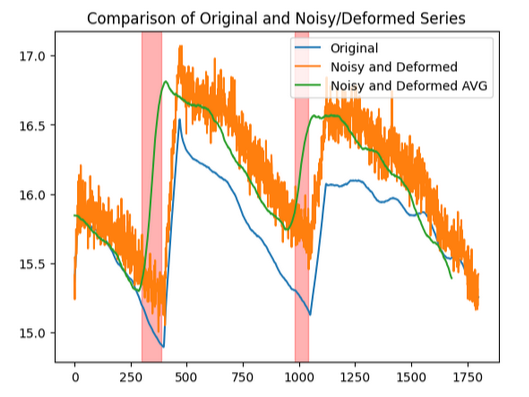 Comparison of Original and Noisy/Deformed Series
Original
Noisy and Deformed
Noisy and Deformed AVG
17.0
16.5
16.0
15.5
15.0
0 250 500 750 1000 1250 1500 1750